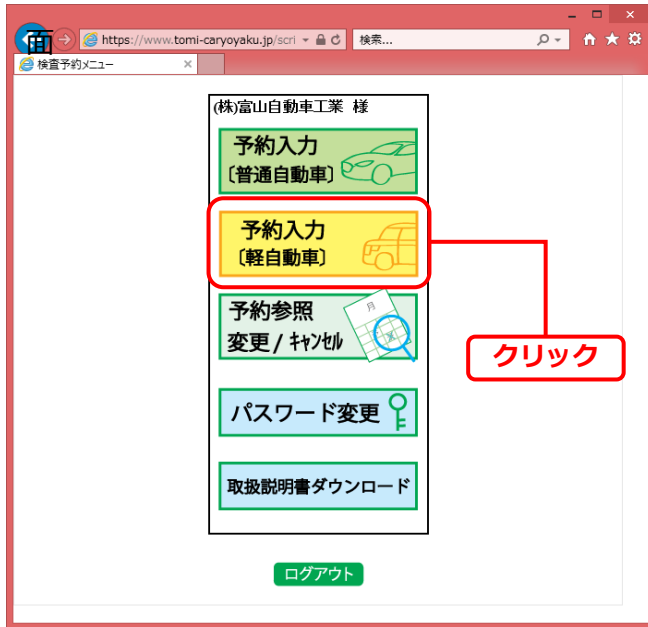 面
https://www.tomi-caryoyaku.jp/scri
検索...
検査予約メニュー
(株)富山自動車工業 様
予約入力
〔普通自動車〕
予約入力
〔軽自動車〕
予約参照
月
変更 / ｷｬﾝｾﾙ
クリック
パスワード変更
取扱説明書ダウンロード
ログアウト